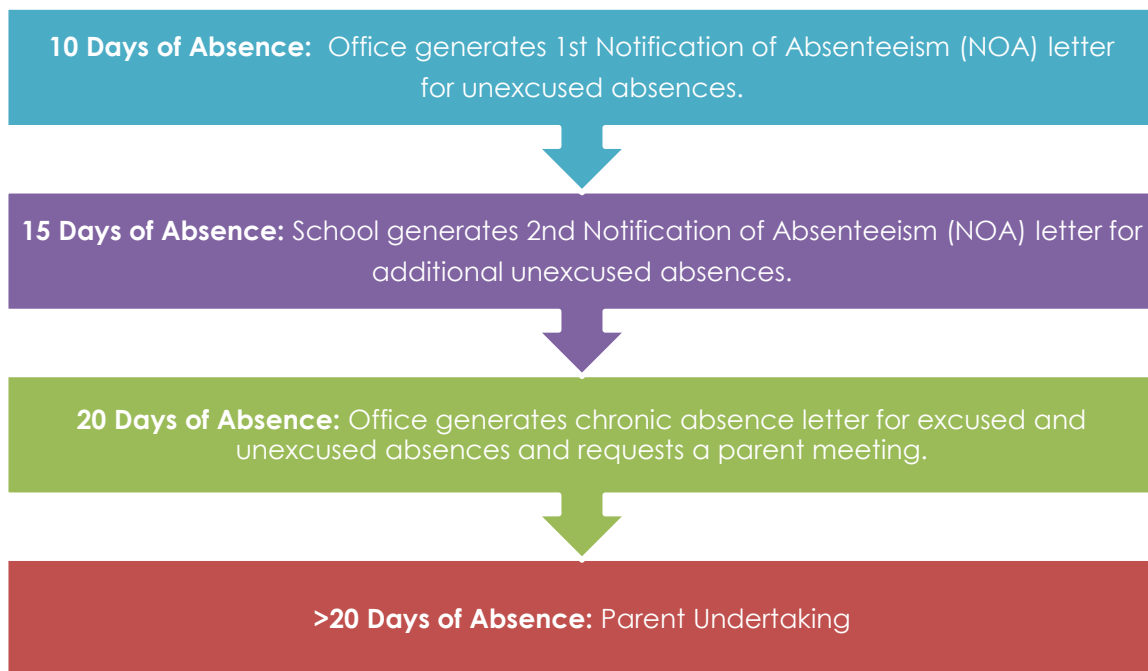 10 Days of Absence: Office generates 1st Notification of Absenteeism (NOA) letter
for unexcused absences.
15 Days of Absence: School generates 2nd Notification of Absenteeism (NOA) letter for
additional unexcused absences.
20 Days of Absence: Office generates chronic absence letter for excused and
unexcused absences and requests a parent meeting.
>20 Days of Absence: Parent Undertaking